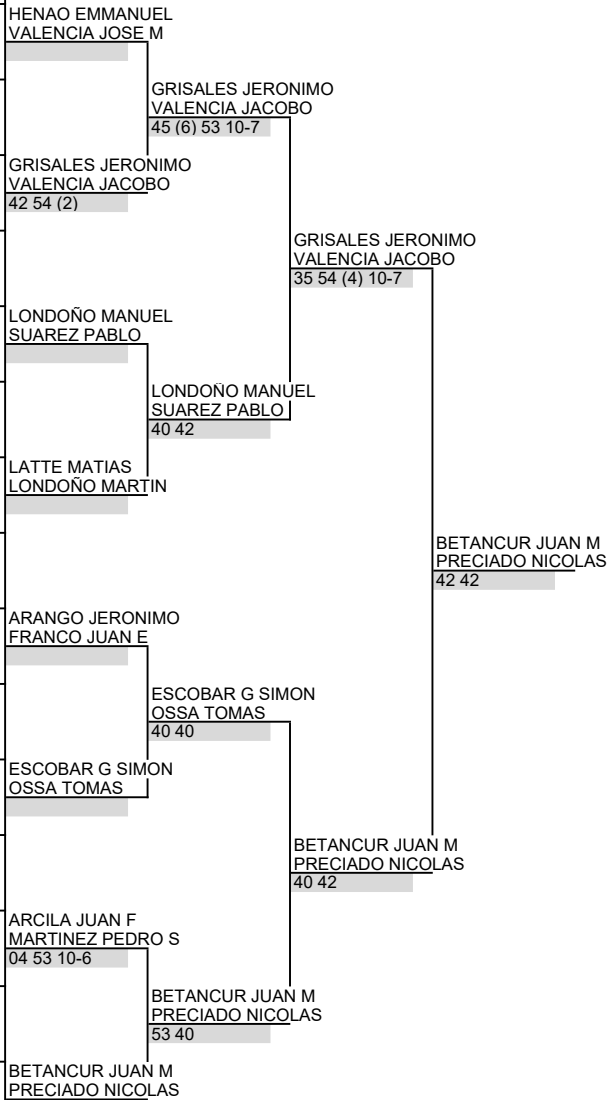 HENAO EMMANUEL
VALENCIA JOSE M
GRISALES JERONIMO
VALENCIA JACOBO
45 (6) 53 10-7
GRISALES JERONIMO
VALENCIA JACOBO
42 54 (2)
GRISALES JERONIMO
VALENCIA JACOBO
35 54 (4) 10-7
LONDOÑO MANUEL
SUAREZ PABLO
LONDOÑO MANUEL
SUAREZ PABLO
40 42
LATTE MATIAS
LONDOÑO MARTIN
BETANCUR JUAN M
PRECIADO NICOLAS
42 42
ARANGO JERONIMO
FRANCO JUAN E
ESCOBAR G SIMON
OSSA TOMAS
40 40
ESCOBAR G SIMON
OSSA TOMAS
BETANCUR JUAN M
PRECIADO NICOLAS
40 42
ARCILA JUAN F
MARTINEZ PEDRO S
04 53 10-6
BETANCUR JUAN M
PRECIADO NICOLAS
53 40
BETANCUR JUAN M
PRECIADO NICOLAS